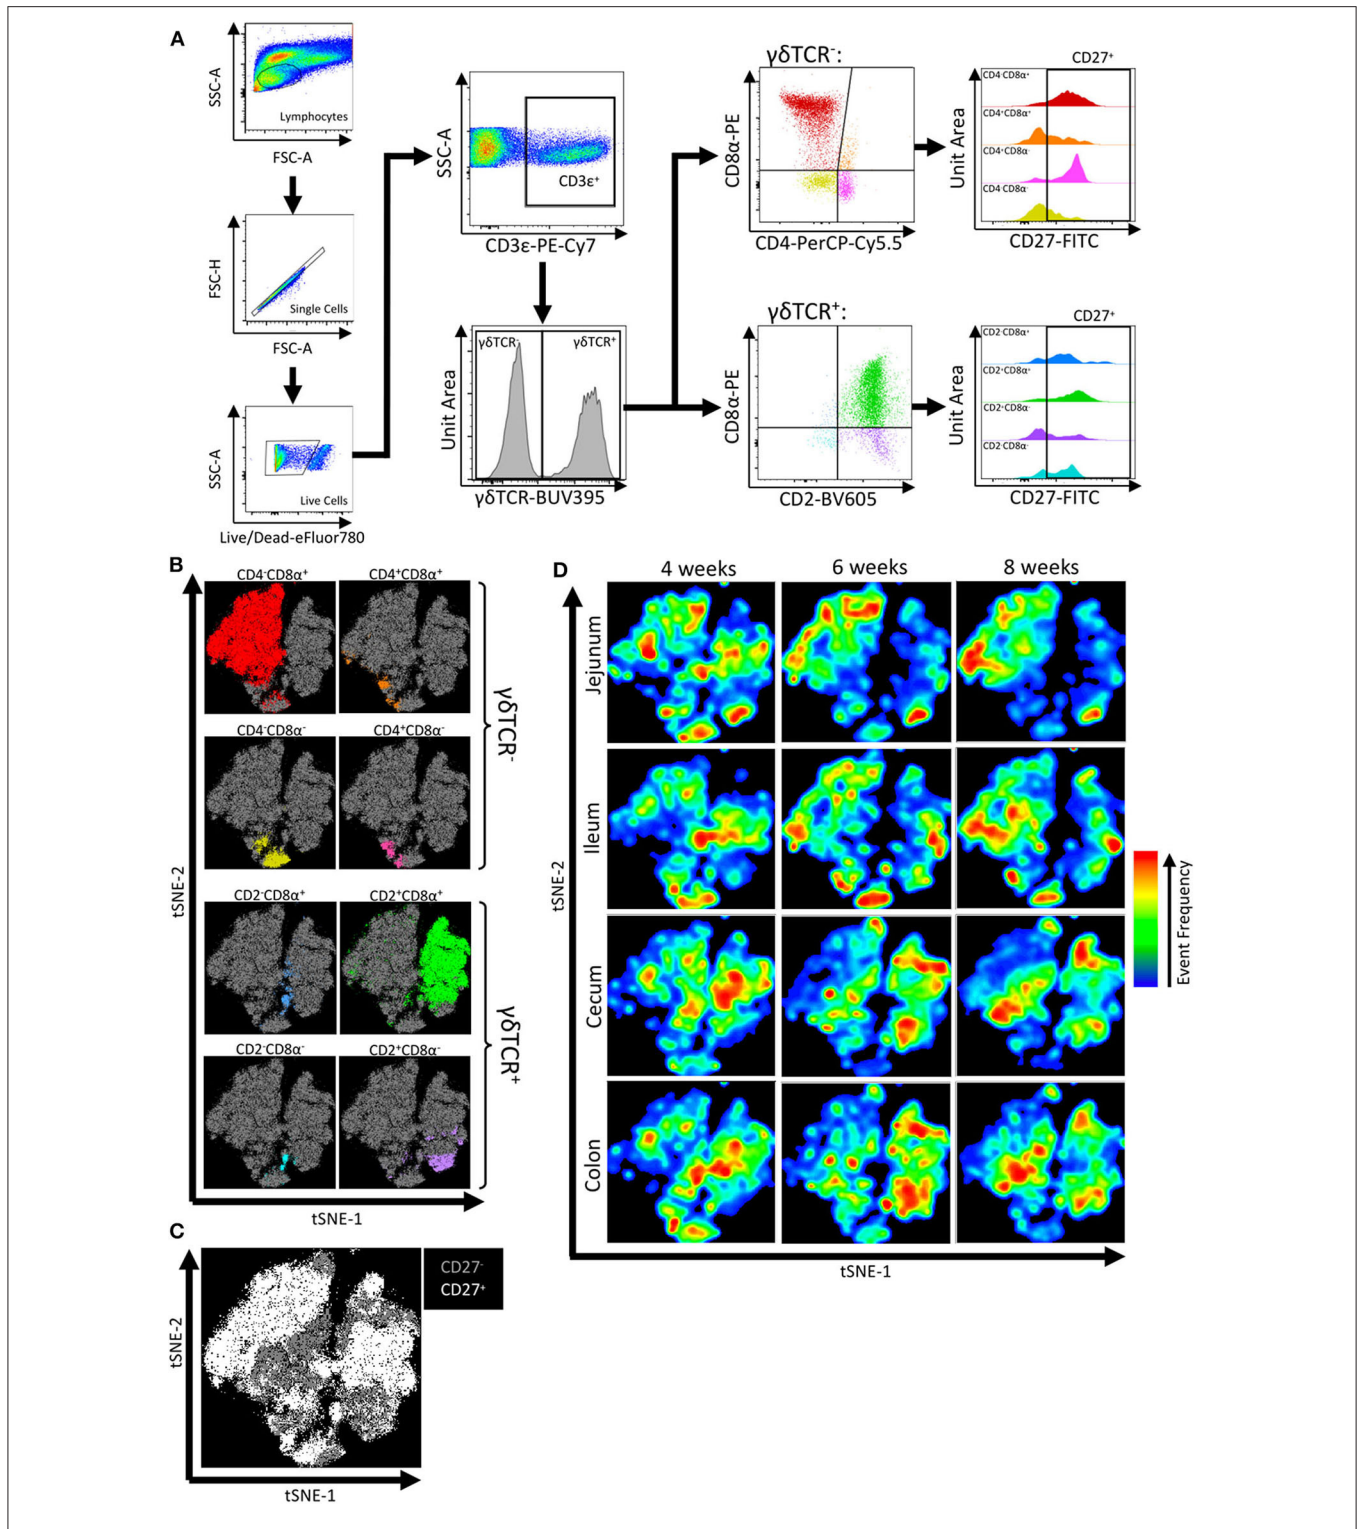 A
SSC-A
Lymphocytes
FSC-A
FSC-H
Single Cells
FSC-A
SSC-A
Live Cells
Live/Dead-eFluor780
SSC-A
CD3ε⁺
CD3ε-PE-Cy7
Unit Area
γδTCR⁻
γδTCR⁺
γδTCR-BUV395
γδTCR⁻:
CD8α-PE
CD4-PerCP-Cy5.5
CD27⁺
Unit Area
CD4⁻CD8α⁺
CD4⁺CD8α⁺
CD4⁺CD8α⁻
CD4⁻CD8α⁻
CD27-FITC
γδTCR⁺:
CD8α-PE
CD2-BV605
CD27⁺
Unit Area
CD2⁻CD8α⁺
CD2⁺CD8α⁺
CD2⁺CD8α⁻
CD2⁻CD8α⁻
CD27-FITC
B
CD4⁻CD8α⁺
CD4⁺CD8α⁺
CD4⁻CD8α⁻
CD4⁺CD8α⁻
γδTCR⁻
CD2⁻CD8α⁺
CD2⁺CD8α⁺
CD2⁻CD8α⁻
CD2⁺CD8α⁻
γδTCR⁺
tSNE-2
tSNE-1
C
CD27⁻
CD27⁺
tSNE-2
tSNE-1
D
4 weeks
6 weeks
8 weeks
Jejunum
Ileum
Cecum
Colon
tSNE-2
tSNE-1
Event Frequency